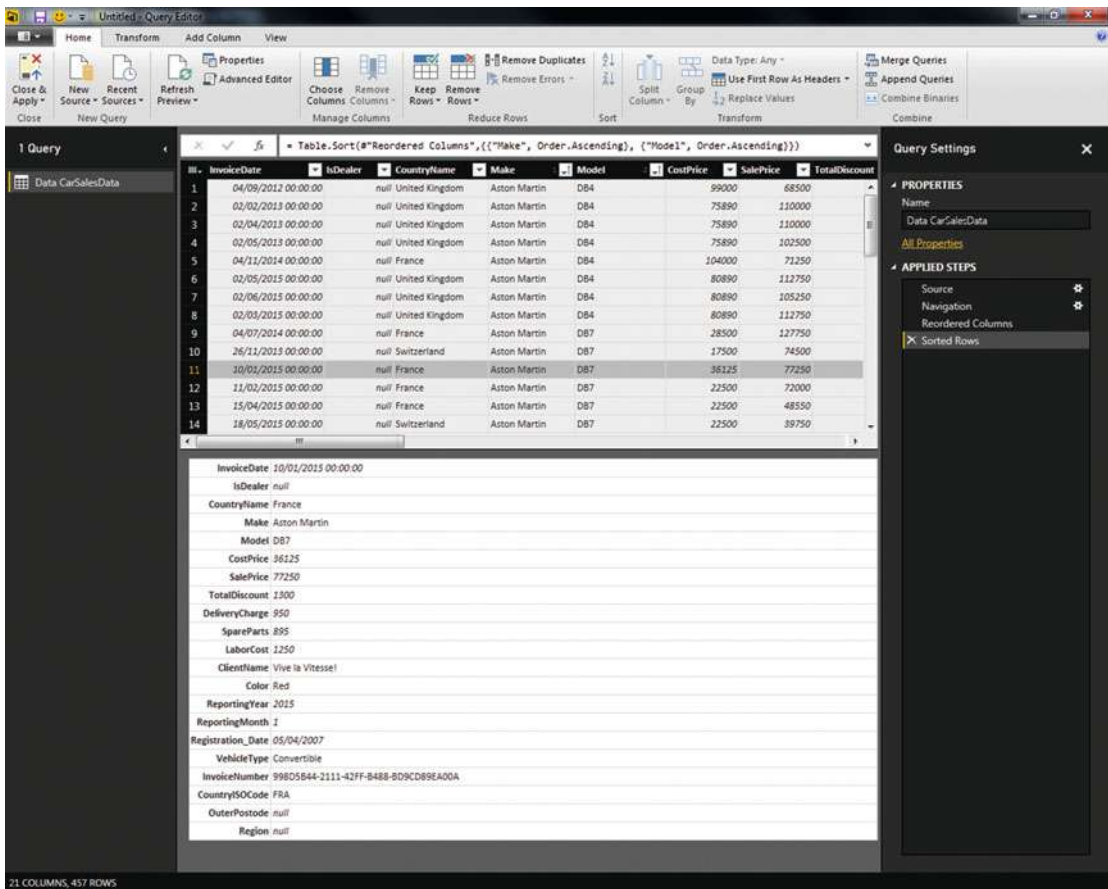 Untitled - Query Editor
Home Transform Add Column View
Close & Apply
New Source
Recent Sources
Refresh Preview
Properties
Advanced Editor
Choose Columns
Remove Columns
Keep Rows
Remove Rows
Remove Duplicates
Remove Errors
Split Column
Group By
Data Type: Any
Use First Row As Headers
Replace Values
Merge Queries
Append Queries
Combine Binaries
Close New Query Manage Columns Reduce Rows Sort Transform Combine
1 Query
Data CarSalesData
= Table.Sort(#"Reordered Columns",{{"Make", Order.Ascending}, {"Model", Order.Ascending}})
InvoiceDate IsDealer CountryName Make Model CostPrice SalePrice TotalDiscount
1 04/09/2012 00:00:00 null United Kingdom Aston Martin DB4 99000 68500
2 02/02/2013 00:00:00 null United Kingdom Aston Martin DB4 75890 110000
3 02/04/2013 00:00:00 null United Kingdom Aston Martin DB4 75890 110000
4 02/05/2013 00:00:00 null United Kingdom Aston Martin DB4 75890 102500
5 04/11/2014 00:00:00 null France Aston Martin DB4 104000 71250
6 02/05/2015 00:00:00 null United Kingdom Aston Martin DB4 80890 112750
7 02/06/2015 00:00:00 null United Kingdom Aston Martin DB4 80890 105250
8 02/03/2015 00:00:00 null United Kingdom Aston Martin DB4 80890 112750
9 04/07/2014 00:00:00 null France Aston Martin DB7 28500 127750
10 26/11/2013 00:00:00 null Switzerland Aston Martin DB7 17500 74500
11 10/01/2015 00:00:00 null France Aston Martin DB7 36125 77250
12 11/02/2015 00:00:00 null France Aston Martin DB7 22500 72000
13 15/04/2015 00:00:00 null France Aston Martin DB7 22500 48550
14 18/05/2015 00:00:00 null Switzerland Aston Martin DB7 22500 39750
InvoiceDate 10/01/2015 00:00:00
IsDealer null
CountryName France
Make Aston Martin
Model DB7
CostPrice 36125
SalePrice 77250
TotalDiscount 1300
DeliveryCharge 950
SpareParts 895
LaborCost 1250
ClientName Vive la Vitesse!
Color Red
ReportingYear 2015
ReportingMonth 1
Registration_Date 05/04/2007
VehicleType Convertible
InvoiceNumber 998D5B44-2111-42FF-B488-BD9CD89EA00A
CountryISOCode FRA
OuterPostode null
Region null
Query Settings
PROPERTIES
Name
Data CarSalesData
All Properties
APPLIED STEPS
Source
Navigation
Reordered Columns
Sorted Rows
21 COLUMNS, 457 ROWS